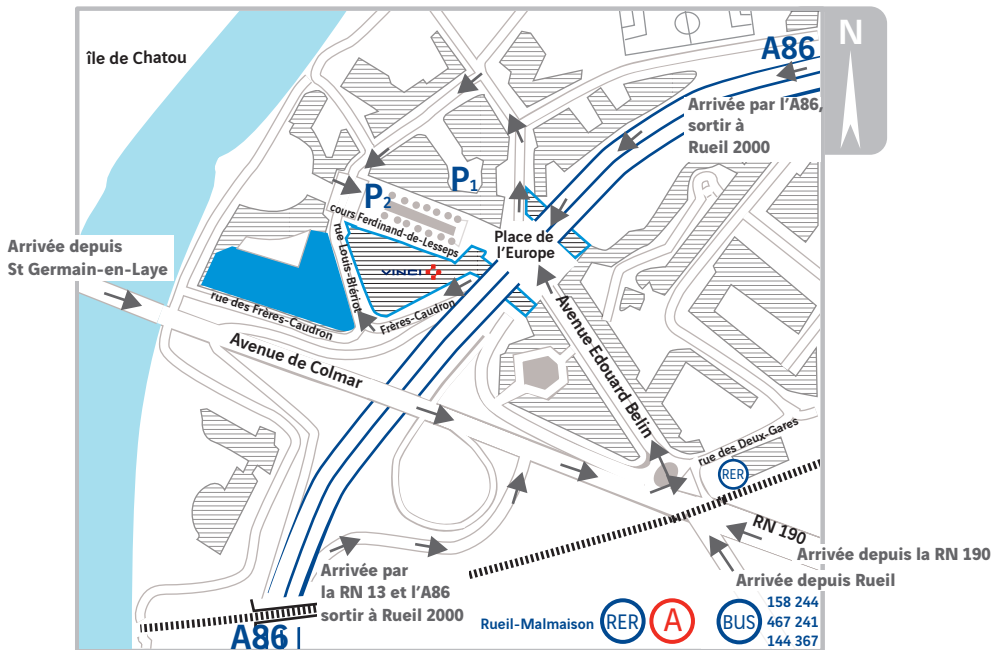 île de Chatou
A86
N
Arrivée par l’A86,
sortir à
Rueil 2000
P1
P2
cours Ferdinand-de-Lesseps
Place de
l’Europe
Arrivée depuis
St Germain-en-Laye
rue-Louis-Blériot
VINCI
rue des Frères-Caudron
Frères-Caudron
Avenue de Colmar
Avenue Edouard Belin
rue des Deux-Gares
RER
RN 190
Arrivée depuis la RN 190
Arrivée depuis Rueil
Arrivée par
la RN 13 et l’A86
sortir à Rueil 2000
A86
Rueil-Malmaison RER A BUS
158 244
467 241
144 367